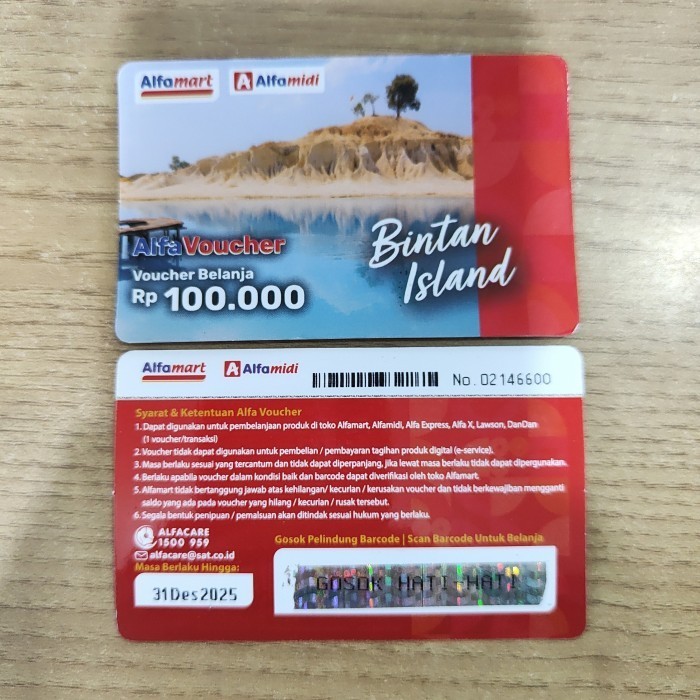 Alfamart A Alfamidi
AlfaVoucher
Voucher Belanja
Rp 100.000
Bintan
Island
Alfamart A Alfamidi
No. 02146600
Syarat & Ketentuan Alfa Voucher
1. Dapat digunakan untuk pembelanjaan produk di toko Alfamart, Alfamidi, Alfa Express, Alfa X, Lawson, DanDan
(1 voucher/transaksi)
2. Voucher tidak dapat digunakan untuk pembelian / pembayaran tagihan produk digital (e-service).
3. Masa berlaku sesuai yang tercantum dan tidak dapat diperpanjang, jika lewat masa berlaku tidak dapat dipergunakan.
4. Berlaku apabila voucher dalam kondisi baik dan barcode dapat diverifikasi oleh toko Alfamart.
5. Alfamart tidak bertanggung jawab atas kehilangan/ kecurian / kerusakan voucher dan tidak berkewajiban mengganti
saldo yang ada pada voucher yang hilang / kecurian / rusak tersebut.
6. Segala bentuk penipuan / pemalsuan akan ditindak sesuai hukum yang berlaku.
ALFACARE
1500 959
alfacare@sat.co.id
Masa Berlaku Hingga:
31Des2025
Gosok Pelindung Barcode | Scan Barcode Untuk Belanja
GOSOK HATI-HATI